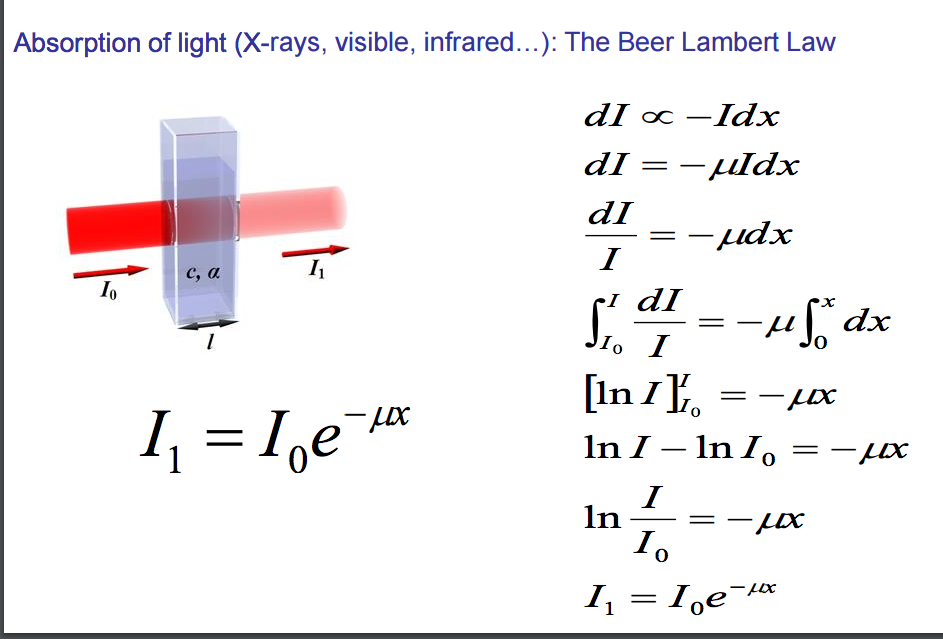 Absorption of light (X-rays, visible, infrared...): The Beer Lambert Law
I₀
c, α
I₁
l
I₁ = I₀e^{-μx}
dI ∝ −Idx
dI = −μIdx
dI/I = −μdx
∫_{I₀}^{I} dI/I = −μ∫_{0}^{x} dx
[ln I]_{I₀}^{I} = −μx
ln I − ln I₀ = −μx
ln I/I₀ = −μx
I₁ = I₀e^{-μx}